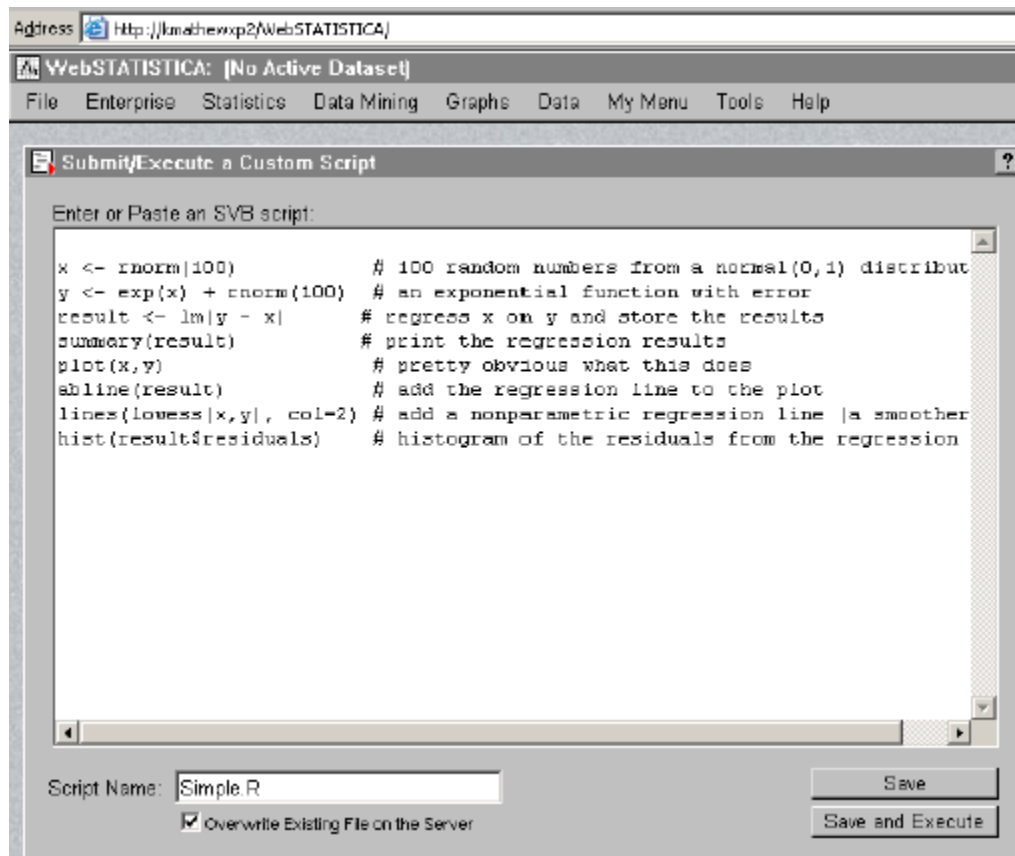 Address http://kmathewxp2/WebSTATISTICA/
WebSTATISTICA: [No Active Dataset]
File Enterprise Statistics Data Mining Graphs Data My Menu Tools Help
Submit/Execute a Custom Script ?
Enter or Paste an SVB script:
x <- rnorm(100) # 100 random numbers from a normal(0,1) distribut
y <- exp(x) + rnorm(100) # an exponential function with error
result <- lm(y ~ x) # regress x on y and store the results
summary(result) # print the regression results
plot(x,y) # pretty obvious what this does
abline(result) # add the regression line to the plot
lines(lowess(x,y), col=2) # add a nonparametric regression line (a smoother
hist(result$residuals) # histogram of the residuals from the regression
Script Name: Simple.R
Save
Overwrite Existing File on the Server
Save and Execute